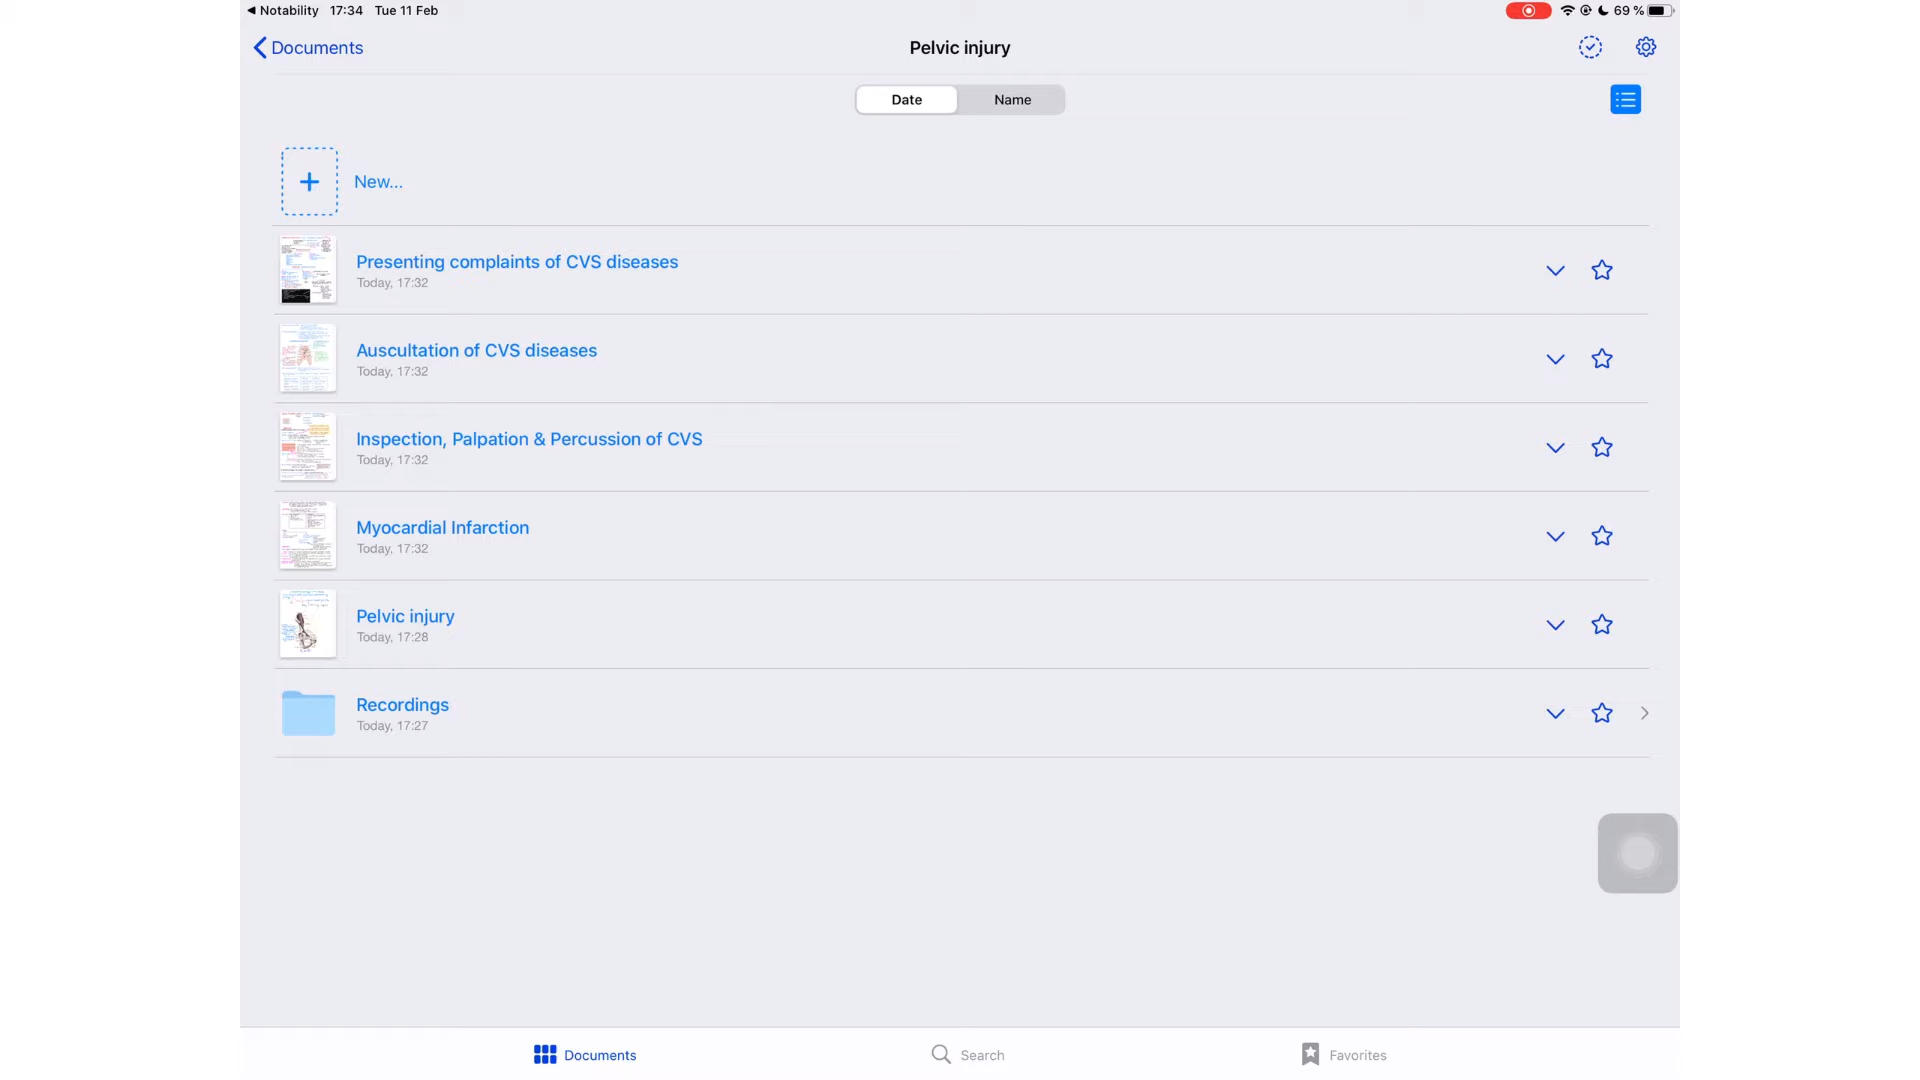 Notability 17:34 Tue 11 Feb
69 %
Documents
Pelvic injury
Date
Name
New...
Presenting complaints of CVS diseases
Today, 17:32
Auscultation of CVS diseases
Today, 17:32
Inspection, Palpation & Percussion of CVS
Today, 17:32
Myocardial Infarction
Today, 17:32
Pelvic injury
Today, 17:28
Recordings
Today, 17:27
Documents
Search
Favorites